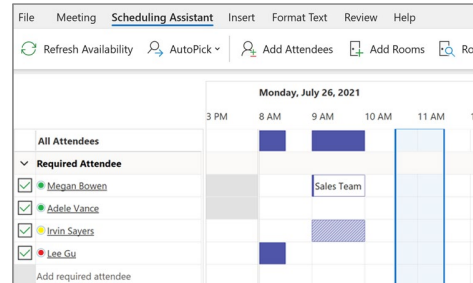 File Meeting Scheduling Assistant Insert Format Text Review Help
Refresh Availability AutoPick Add Attendees Add Rooms
Monday, July 26, 2021
3 PM 8 AM 9 AM 10 AM 11 AM
All Attendees
Required Attendee
Megan Bowen Sales Team
Adele Vance
Irvin Sayers
Lee Gu
Add required attendee